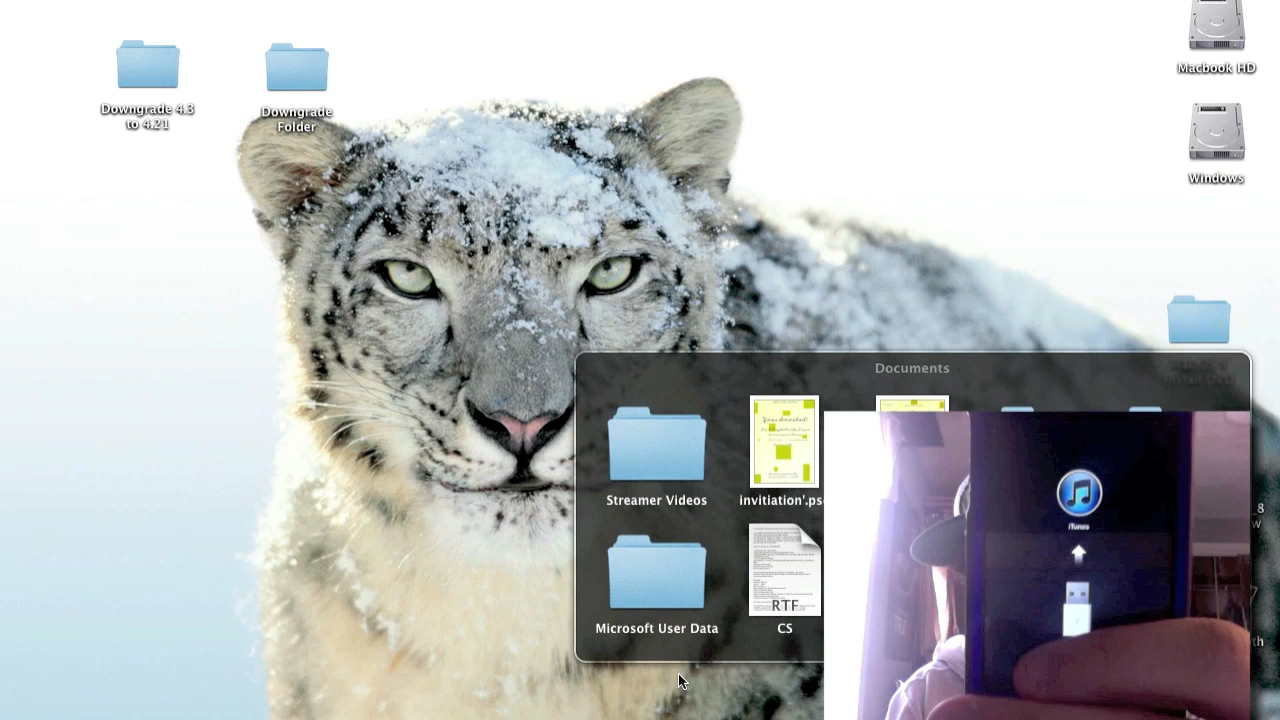 Downgrade 4.3
to 4.21
Downgrade
Folder
Macbook HD
Windows
Documents
Streamer Videos
invitiation'.ps
Microsoft User Data
RTF
CS
iTunes